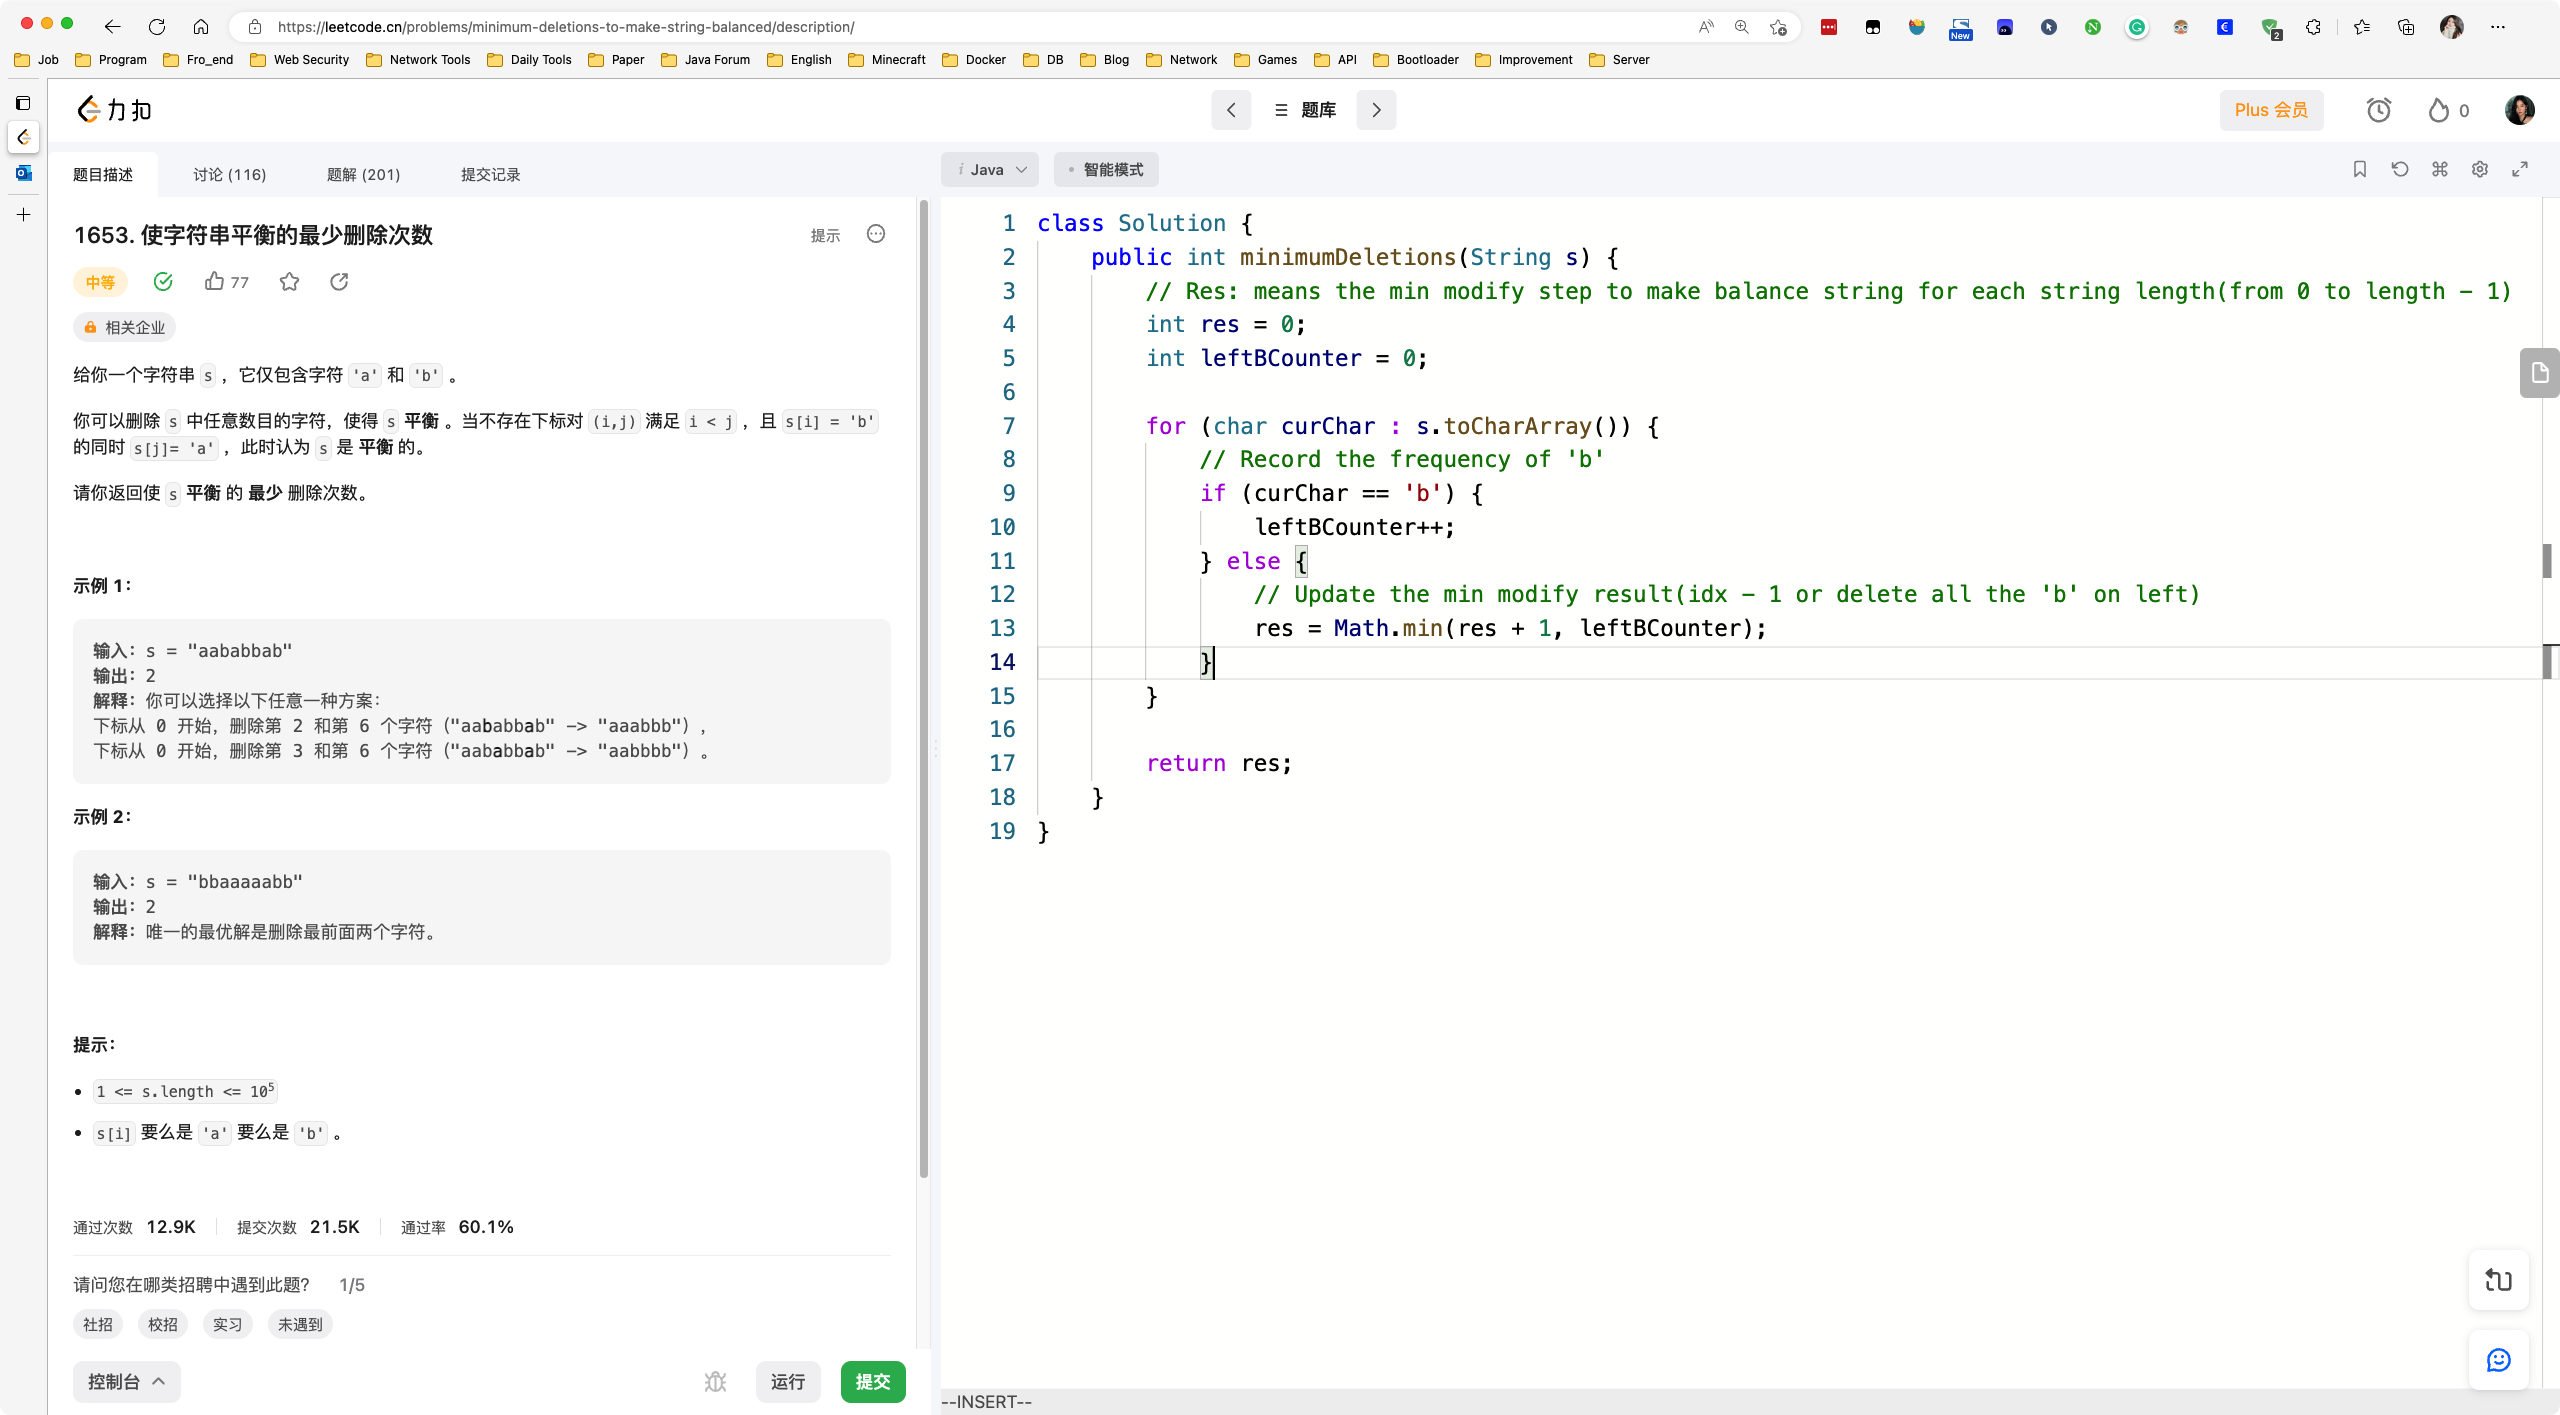 https://leetcode.cn/problems/minimum-deletions-to-make-string-balanced/description/
New
2
Job Program Fro_end Web Security Network Tools Daily Tools Paper Java Forum English Minecraft Docker DB Blog Network Games API Bootloader Improvement Server
力扣
题库
Plus 会员
0
题目描述 讨论 (116) 题解 (201) 提交记录
1653. 使字符串平衡的最少删除次数
提示
中等
77
相关企业
给你一个字符串 s ，它仅包含字符 'a' 和 'b' 。
你可以删除 s 中任意数目的字符，使得 s 平衡 。当不存在下标对 (i,j) 满足 i < j ，且 s[i] = 'b'
的同时 s[j]= 'a' ，此时认为 s 是 平衡 的。
请你返回使 s 平衡 的 最少 删除次数。
示例 1：
输入：s = "aababbab"
输出：2
解释：你可以选择以下任意一种方案：
下标从 0 开始，删除第 2 和第 6 个字符（"aababbab" -> "aaabbb"），
下标从 0 开始，删除第 3 和第 6 个字符（"aababbab" -> "aabbbb"）。
示例 2：
输入：s = "bbaaaaabb"
输出：2
解释：唯一的最优解是删除最前面两个字符。
提示：
• 1 <= s.length <= 10⁵
• s[i] 要么是 'a' 要么是 'b' 。
通过次数 12.9K 提交次数 21.5K 通过率 60.1%
请问您在哪类招聘中遇到此题？ 1/5
社招 校招 实习 未遇到
控制台 运行 提交
i Java • 智能模式
1 class Solution {
2 public int minimumDeletions(String s) {
3 // Res: means the min modify step to make balance string for each string length(from 0 to length - 1)
4 int res = 0;
5 int leftBCounter = 0;
6
7 for (char curChar : s.toCharArray()) {
8 // Record the frequency of 'b'
9 if (curChar == 'b') {
10 leftBCounter++;
11 } else {
12 // Update the min modify result(idx - 1 or delete all the 'b' on left)
13 res = Math.min(res + 1, leftBCounter);
14 }
15 }
16
17 return res;
18 }
19 }
--INSERT--